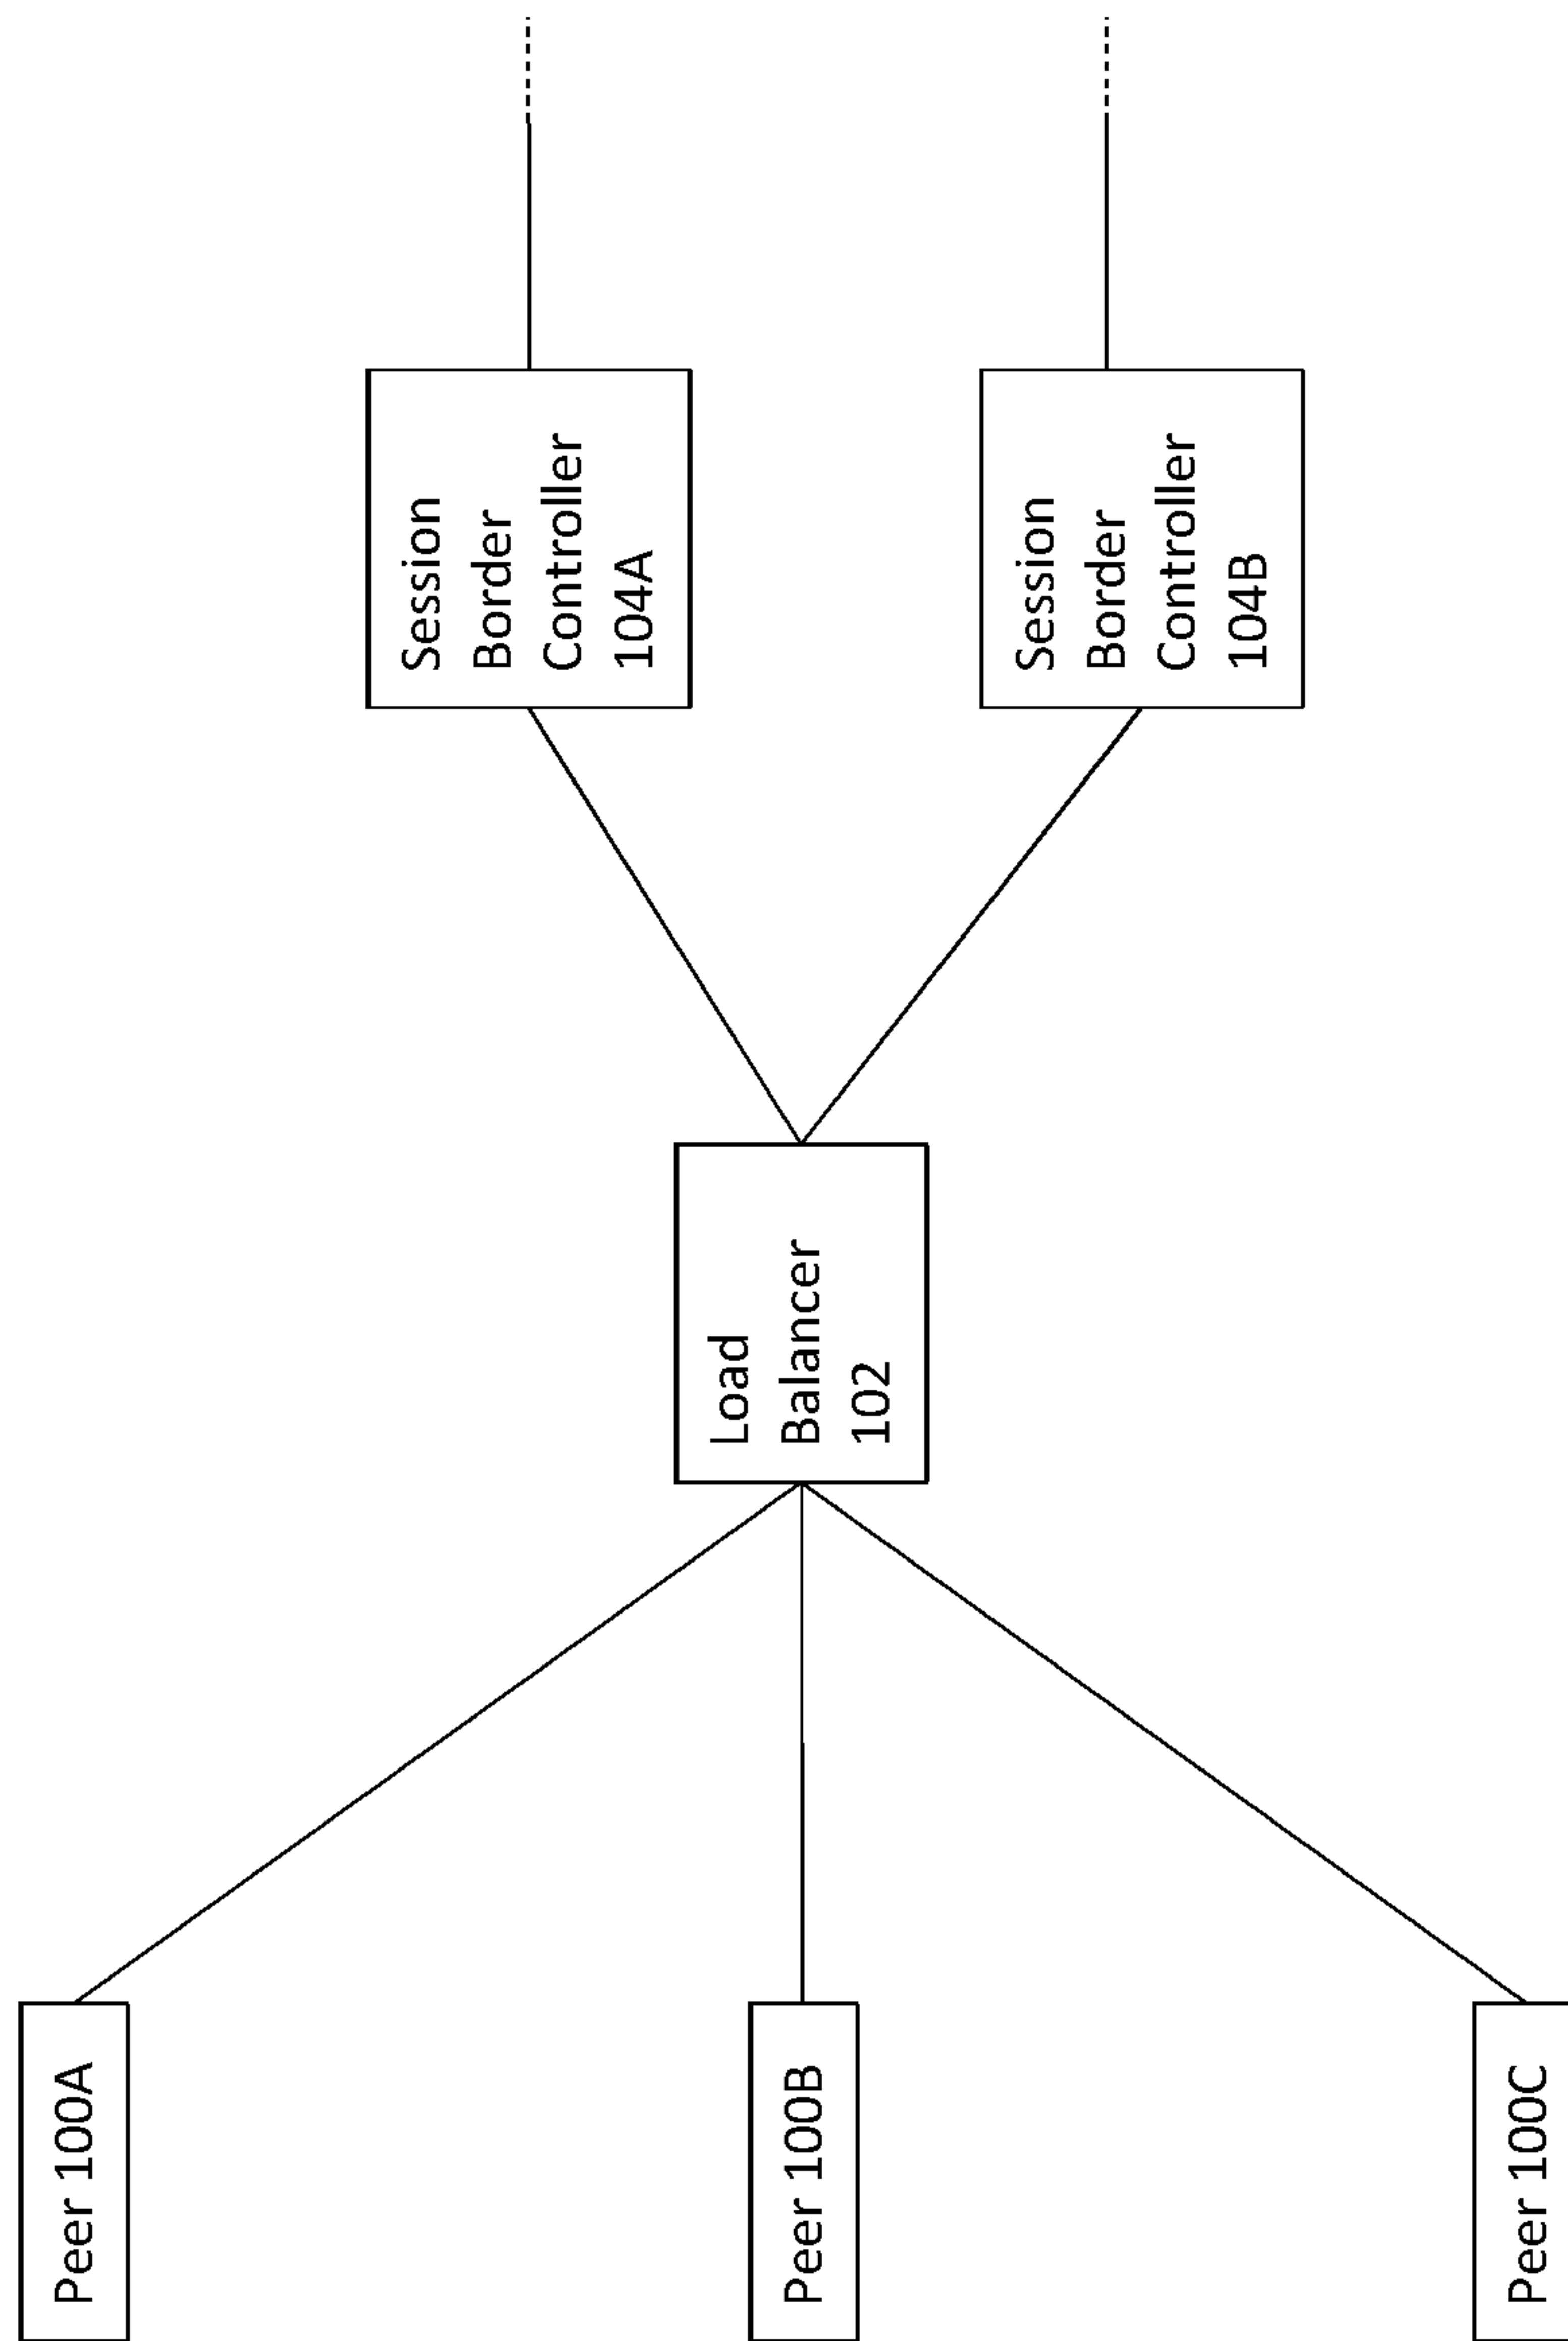 Peer 100A
Peer 100B
Peer 100C
Load
Balancer
102
Session
Border
Controller
104A
Session
Border
Controller
104B